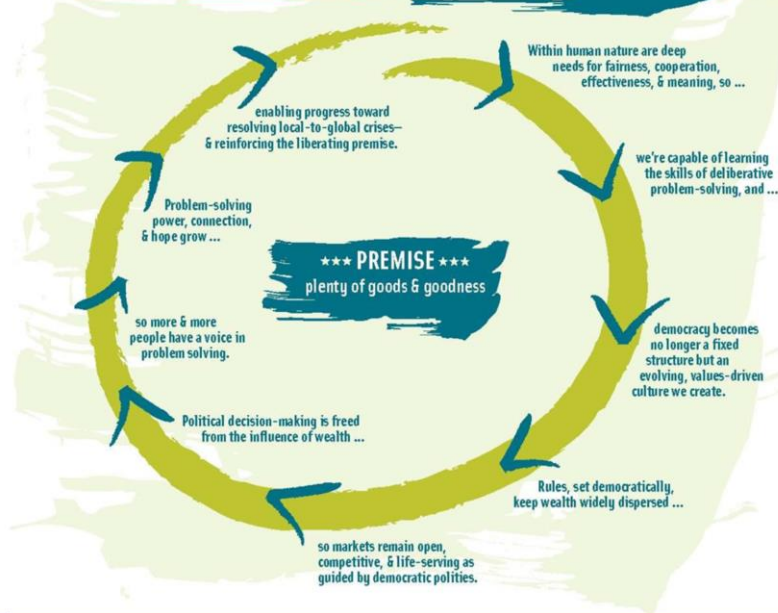 Within human nature are deep
needs for fairness, cooperation,
effectiveness, & meaning, so ...
we're capable of learning
the skills of deliberative
problem-solving, and ...
democracy becomes
no longer a fixed
structure but an
evolving, values-driven
culture we create.
Rules, set democratically,
keep wealth widely dispersed ...
so markets remain open,
competitive, & life-serving as
guided by democratic polities.
Political decision-making is freed
from the influence of wealth ...
so more & more
people have a voice in
problem solving.
Problem-solving
power, connection,
& hope grow ...
enabling progress toward
resolving local-to-global crises—
& reinforcing the liberating premise.
*** PREMISE ***
plenty of goods & goodness